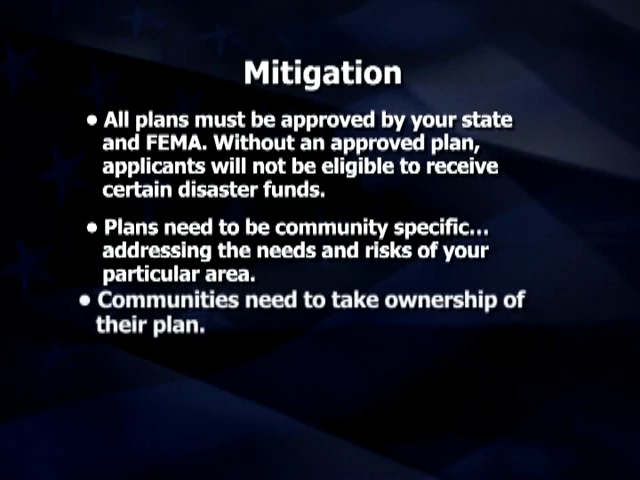 Mitigation
• All plans must be approved by your state
and FEMA. Without an approved plan,
applicants will not be eligible to receive
certain disaster funds.
• Plans need to be community specific...
addressing the needs and risks of your
particular area.
• Communities need to take ownership of
their plan.